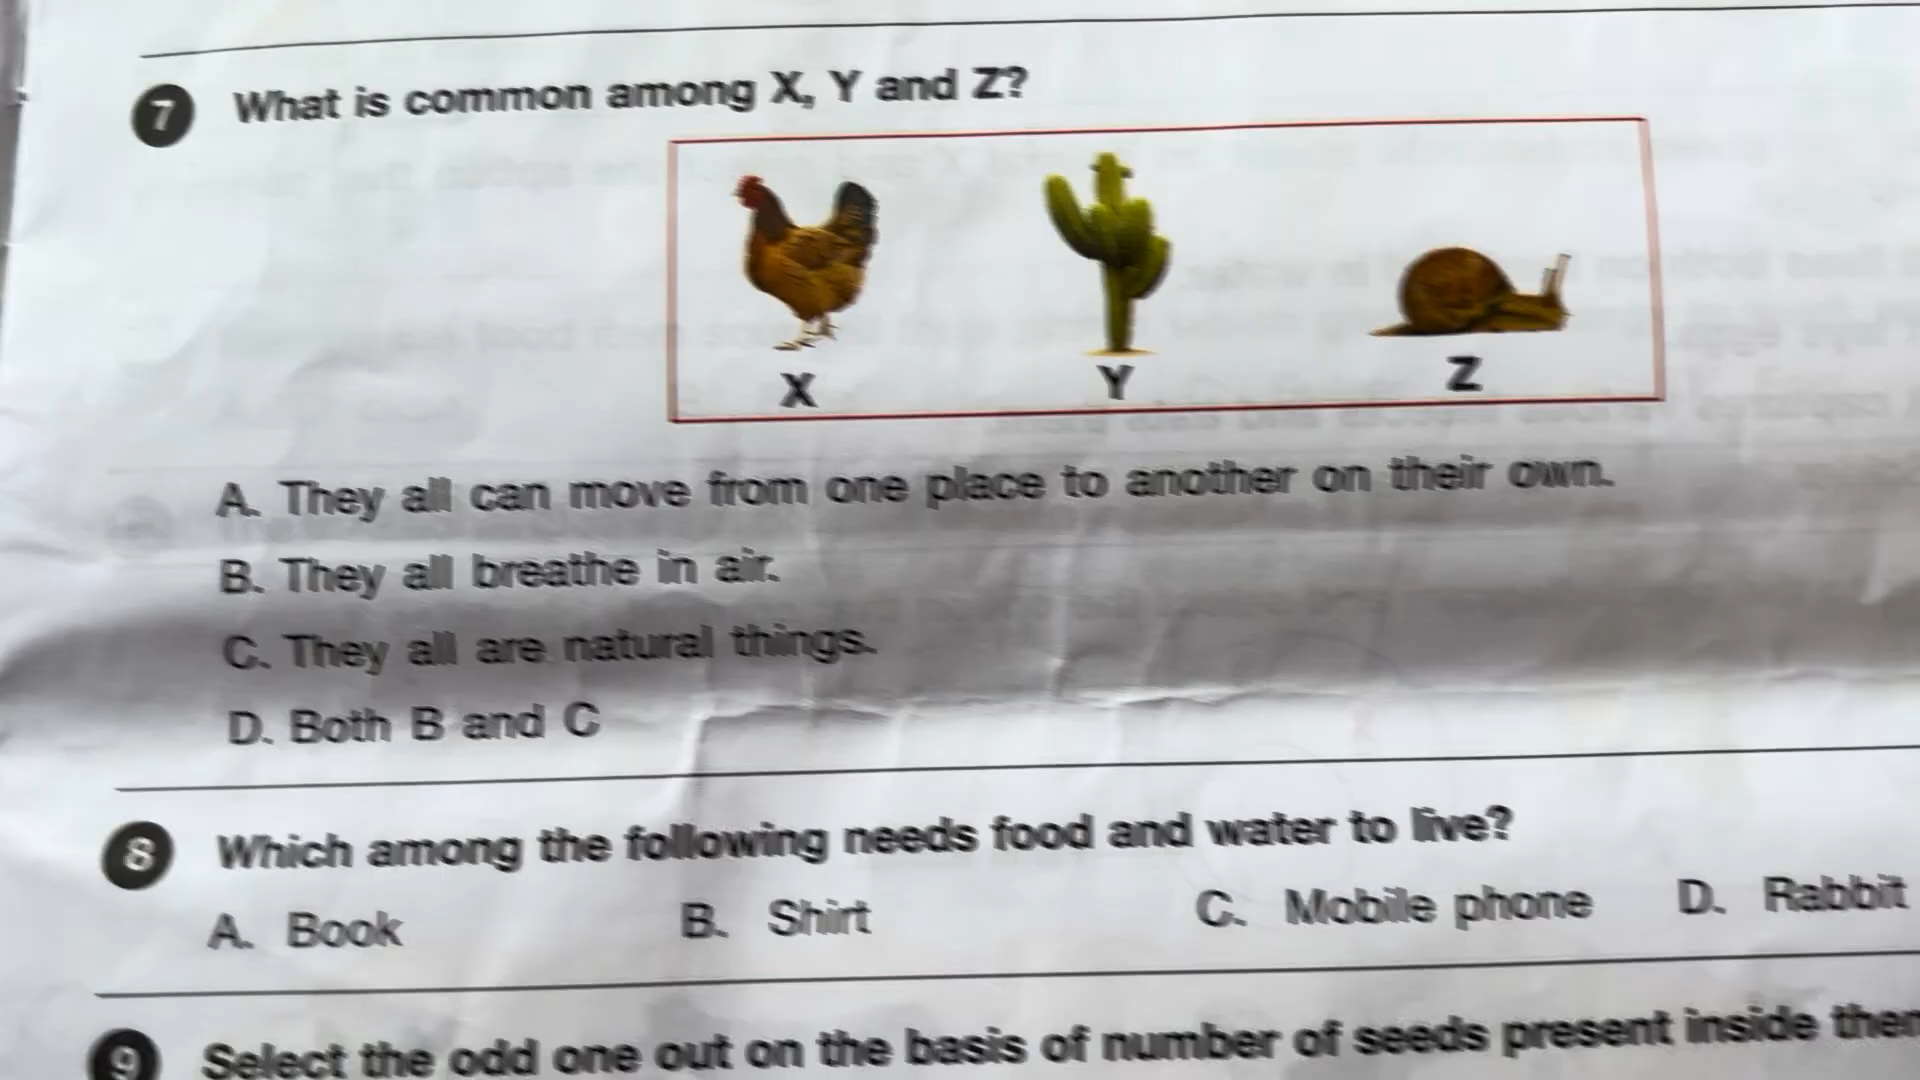 7 What is common among X, Y and Z?
X Y Z
A. They all can move from one place to another on their own.
B. They all breathe in air.
C. They all are natural things.
D. Both B and C
8 Which among the following needs food and water to live?
A. Book B. Shirt C. Mobile phone D. Rabbit
9 Select the odd one out on the basis of number of seeds present inside